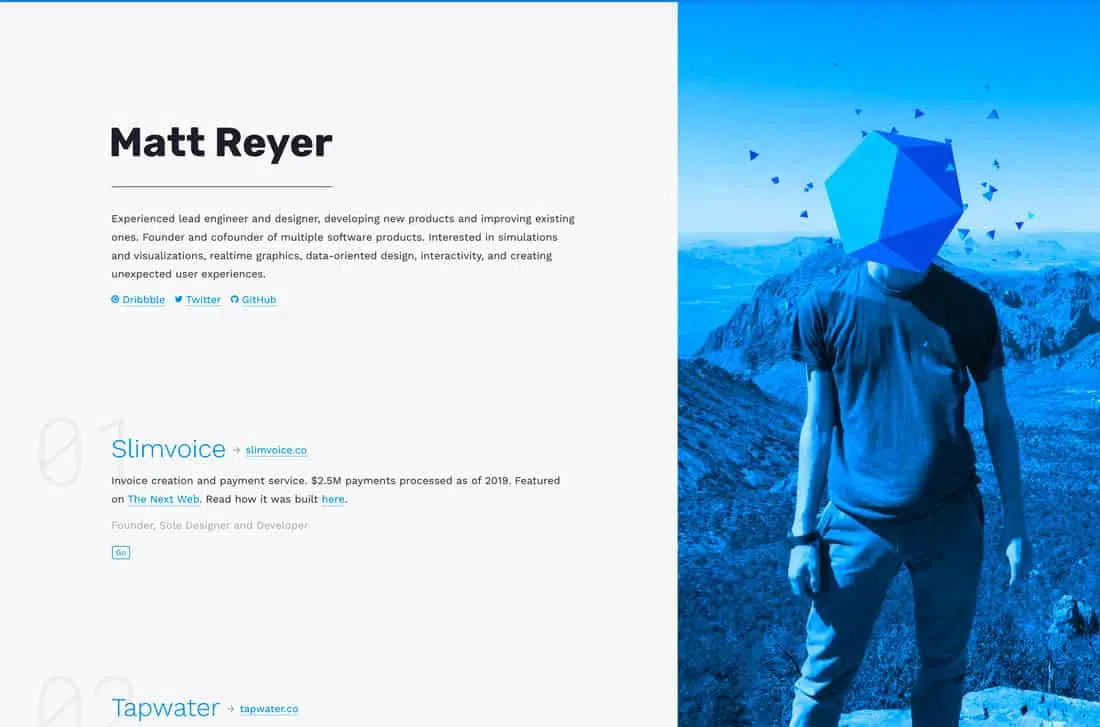 Matt Reyer
Experienced lead engineer and designer, developing new products and improving existing
ones. Founder and cofounder of multiple software products. Interested in simulations
and visualizations, realtime graphics, data-oriented design, interactivity, and creating
unexpected user experiences.
Dribbble Twitter GitHub
01
Slimvoice → slimvoice.co
Invoice creation and payment service. $2.5M payments processed as of 2019. Featured
on The Next Web. Read how it was built here.
Founder, Sole Designer and Developer
Go
02
Tapwater → tapwater.co